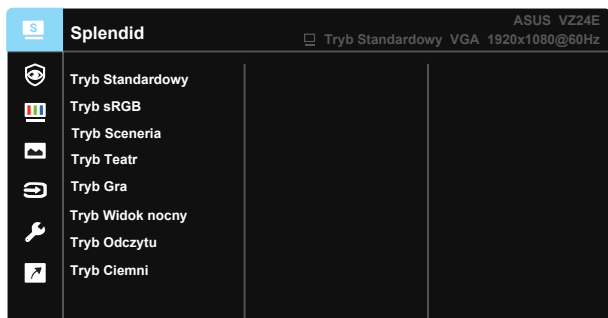 S
Splendid
ASUS VZ24E
Tryb Standardowy VGA 1920x1080@60Hz
Tryb Standardowy
Tryb sRGB
Tryb Sceneria
Tryb Teatr
Tryb Gra
Tryb Widok nocny
Tryb Odczytu
Tryb Ciemni